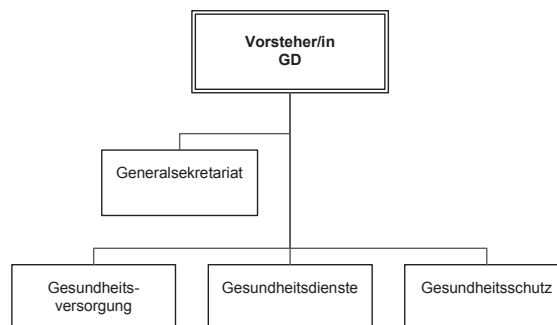 Vorsteher/in
GD
Generalsekretariat
Gesundheits-
versorgung
Gesundheitsdienste
Gesundheitsschutz